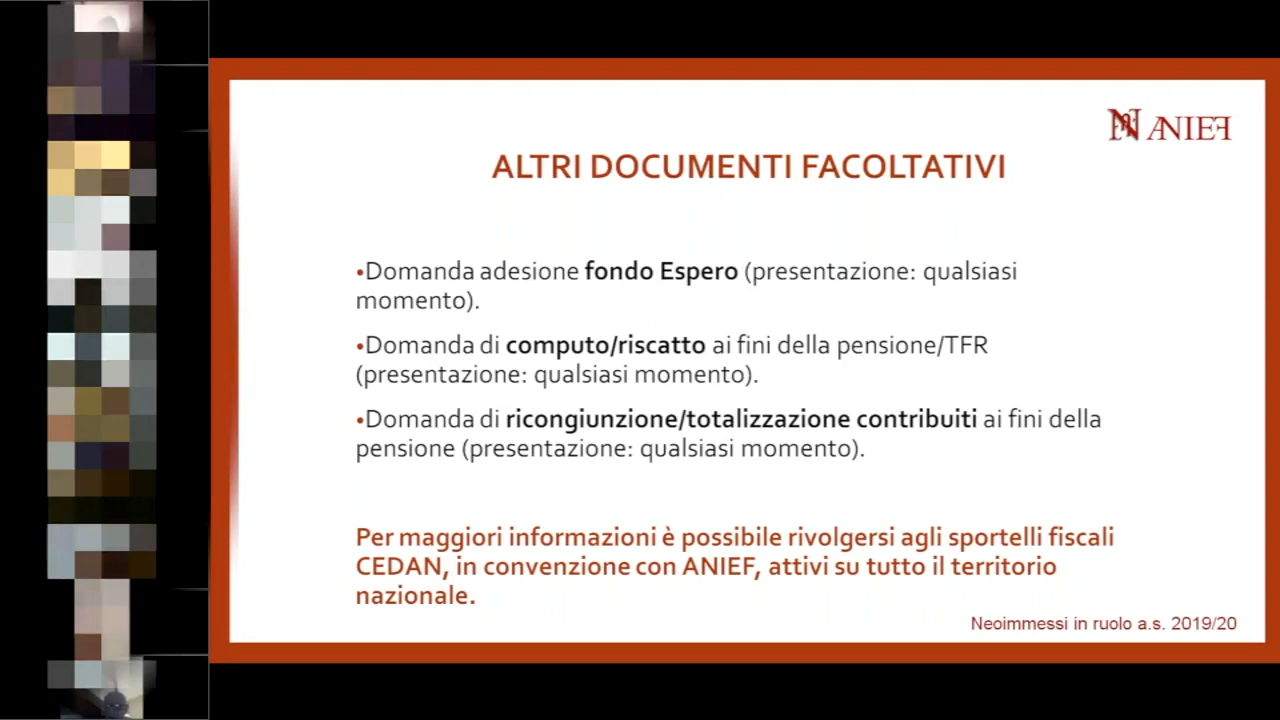 ANIEF
ALTRI DOCUMENTI FACOLTATIVI
•Domanda adesione fondo Espero (presentazione: qualsiasi
momento).
•Domanda di computo/riscatto ai fini della pensione/TFR
(presentazione: qualsiasi momento).
•Domanda di ricongiunzione/totalizzazione contribuiti ai fini della
pensione (presentazione: qualsiasi momento).
Per maggiori informazioni è possibile rivolgersi agli sportelli fiscali
CEDAN, in convenzione con ANIEF, attivi su tutto il territorio
nazionale.
Neoimmessi in ruolo a.s. 2019/20